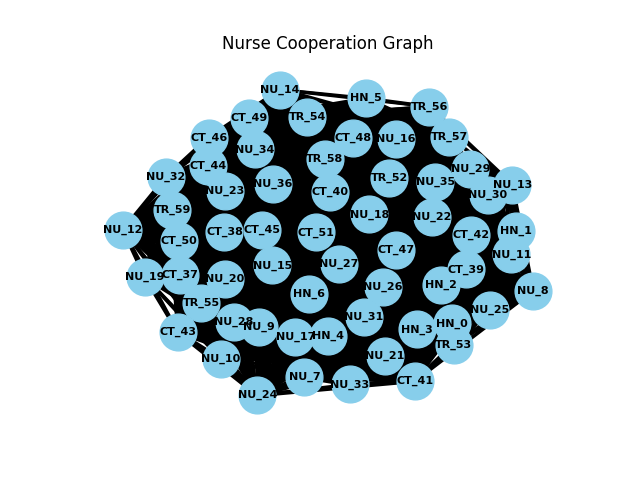 Nurse Cooperation Graph
NU_14
HN_5
TR_56
CT_49
TR_54
CT_46
CT_48
NU_16
TR_57
NU_34
TR_58
CT_44
NU_29
NU_32
TR_52
NU_35
NU_36
NU_13
NU_23
CT_40
NU_30
TR_59
NU_18
NU_22
NU_12
CT_38
CT_45
CT_51
HN_1
CT_42
CT_50
CT_47
NU_11
NU_15
NU_27
CT_39
NU_19
CT_37
NU_20
HN_2
NU_26
NU_8
HN_6
TR_55
NU_25
NU_31
NU_28
HN_0
NU_9
HN_3
CT_43
NU_17
HN_4
TR_53
NU_21
NU_10
NU_7
CT_41
NU_33
NU_24